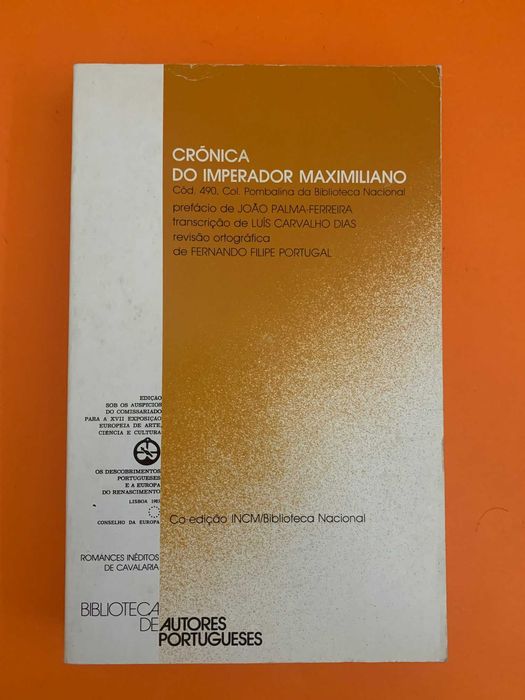 CRÓNICA
DO IMPERADOR MAXIMILIANO
Cód. 490, Col. Pombalina da Biblioteca Nacional
prefácio de JOÃO PALMA-FERREIRA
transcrição de LUÍS CARVALHO DIAS
revisão ortográfica
de FERNANDO FILIPE PORTUGAL
EDIÇÃO
SOB OS AUSPÍCIOS
DO COMISSARIADO
PARA A XVII EXPOSIÇÃO
EUROPEIA DE ARTE,
CIÊNCIA E CULTURA
OS DESCOBRIMENTOS
PORTUGUESES
E A EUROPA
DO RENASCIMENTO
LISBOA 1983
CONSELHO DA EUROPA
Co-edição INCM/Biblioteca Nacional
ROMANCES INÉDITOS
DE CAVALARIA
BIBLIOTECA
DE AUTORES
PORTUGUESES